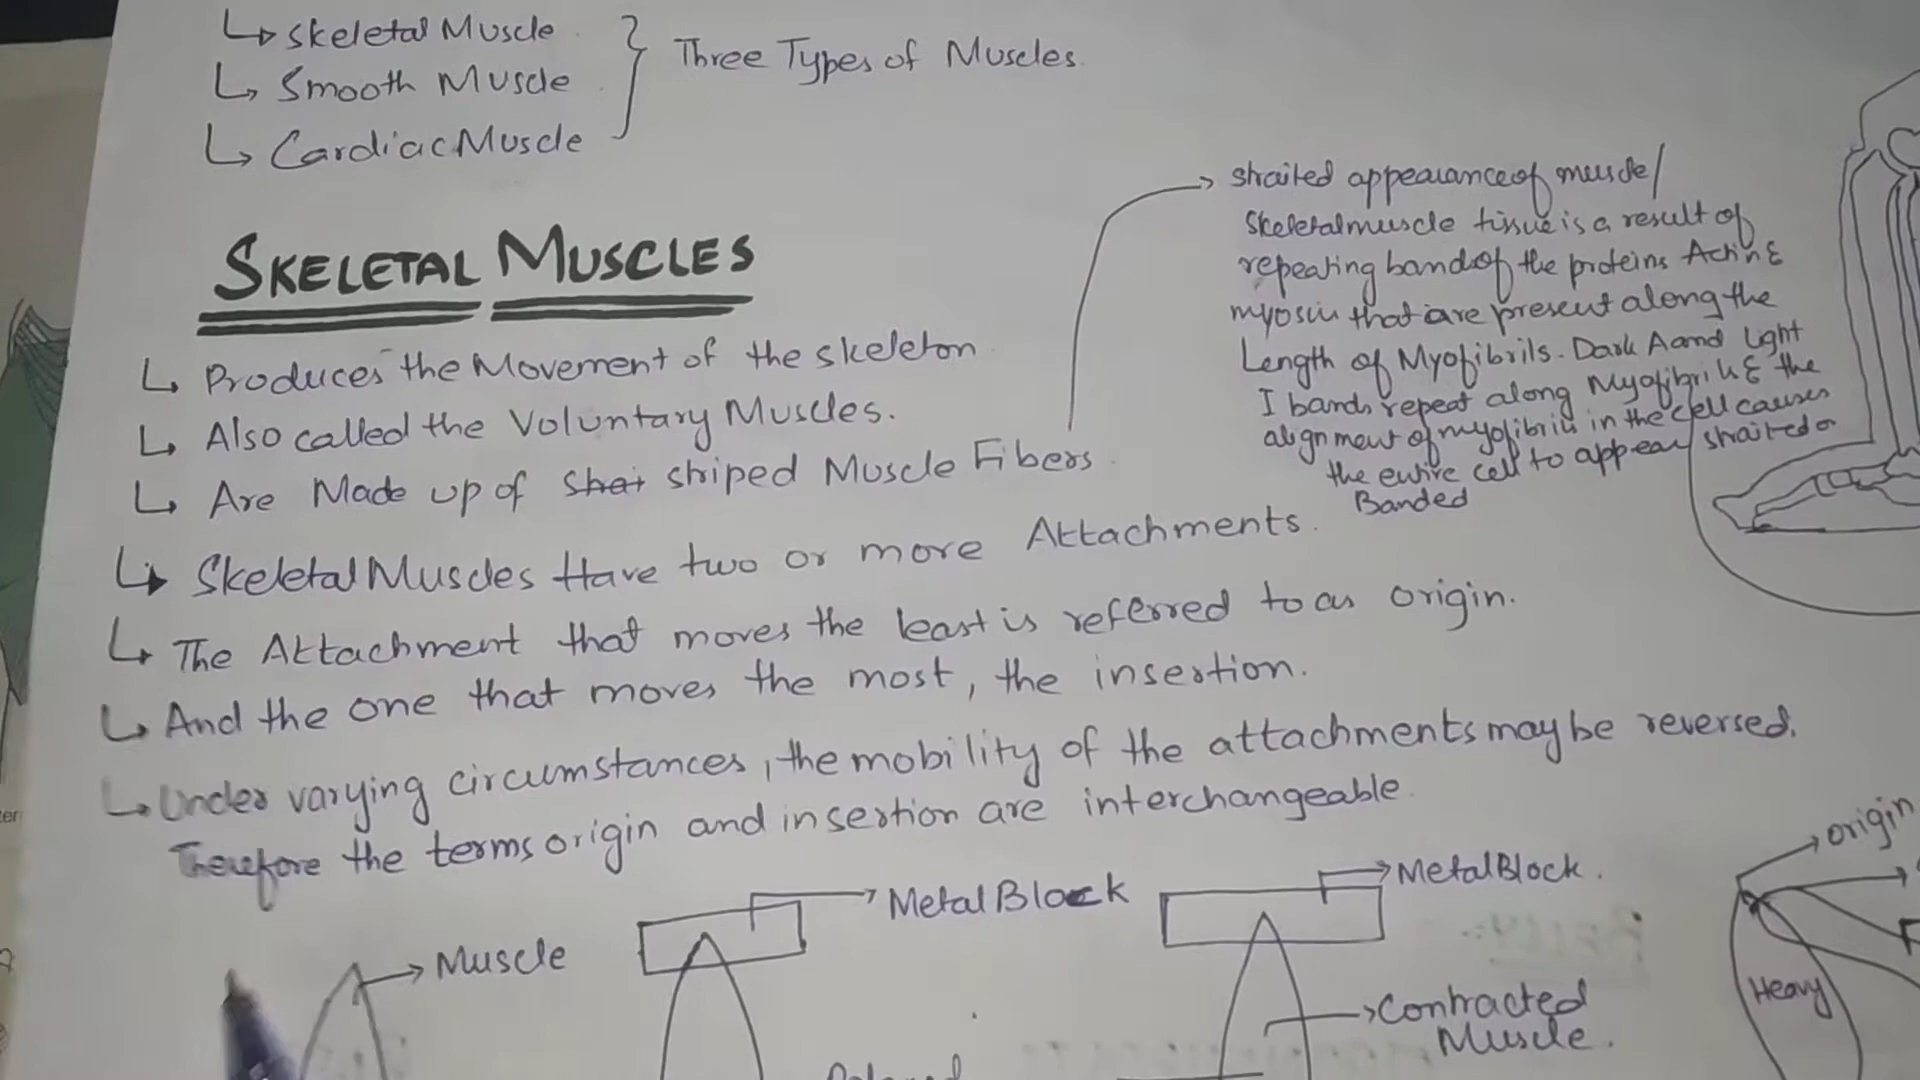 ↳ Skeletal Muscle
↳ Smooth Muscle
↳ Cardiac Muscle
Three Types of Muscles
SKELETAL MUSCLES
↳ Produces the Movement of the skeleton
↳ Also called the Voluntary Muscles.
↳ Are Made up of striped Muscle Fibers
→ straited appearance of muscle/
skeletal muscle tissue is a result of
repeating band of the proteins Actin &
myosin that are present along the
Length of Myofibrils. Dark A and Light
I bands repeat along Myofibrils & the
alignment of myofibrils in the cell causes
the entire cell to appear straited or
Banded
↳ Skeletal Muscles Have two or more Attachments.
↳ The Attachment that moves the least is referred to as origin.
↳ And the one that moves the most, the insertion.
↳ Under varying circumstances, the mobility of the attachments may be reversed.
Therefore the terms origin and insertion are interchangeable.
→ Muscle
→ Metal Block
→ Metal Block.
→ Contracted
Muscle.
→ origin
Heavy